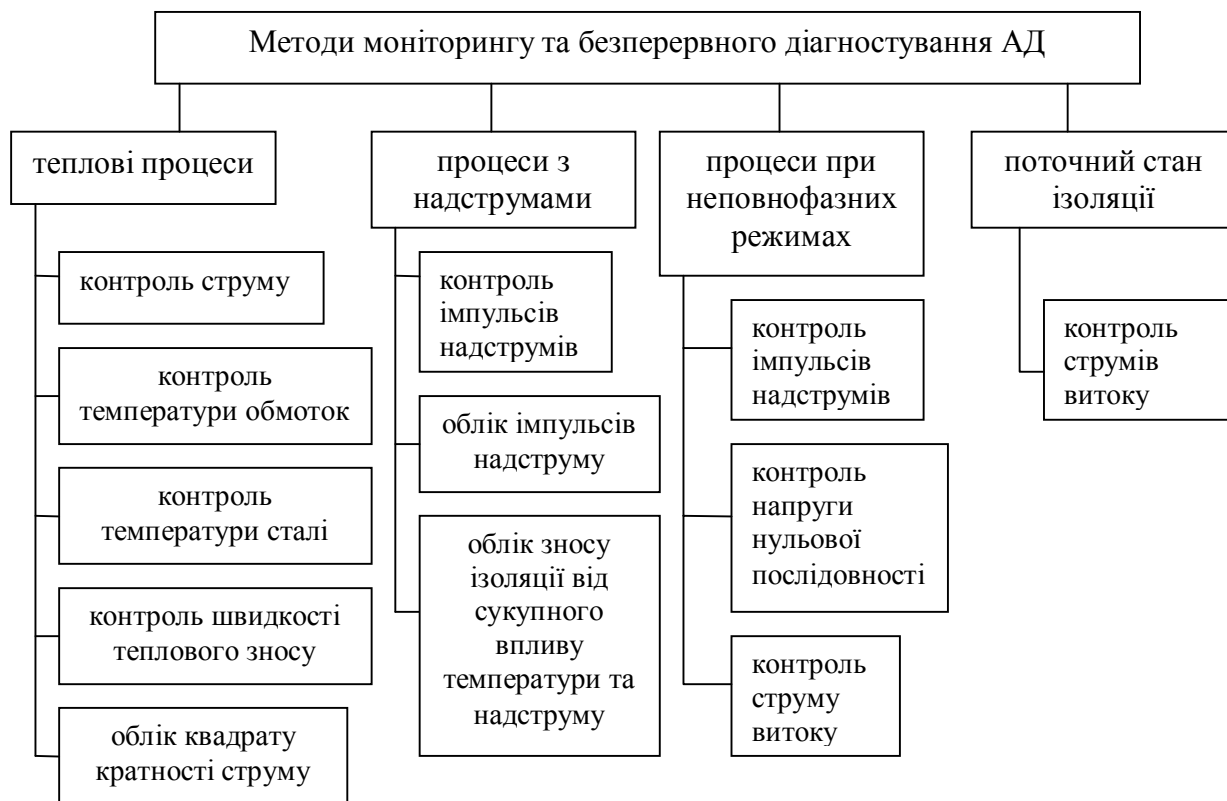 Методи моніторингу та безперервного діагностування АД
теплові процеси
контроль струму
контроль
температури обмоток
контроль
температури сталі
контроль швидкості
теплового зносу
облік квадрату
кратності струму
процеси з
надструмами
контроль
імпульсів
надструмів
облік імпульсів
надструму
облік зносу
ізоляції від
сукупного
впливу
температури та
надструму
процеси при
неповнофазних
режимах
контроль
імпульсів
надструмів
контроль
напруги
нульової
послідовності
контроль
струму
витоку
поточний стан
ізоляції
контроль
струмів
витоку